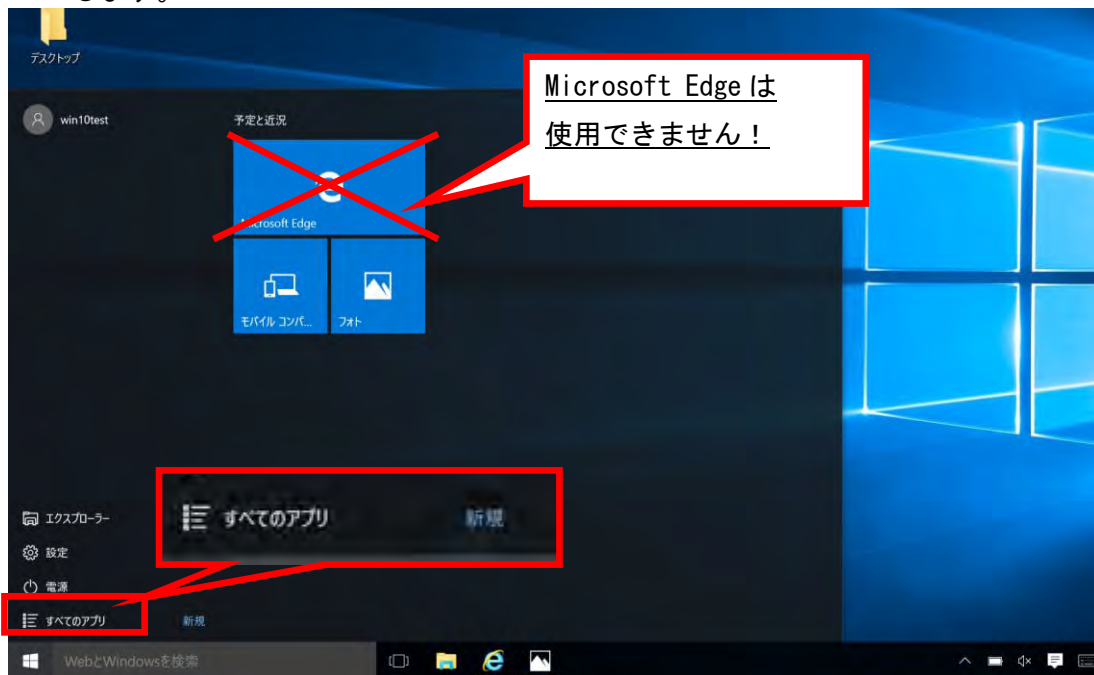 します。
デスクトップ
win10test
予定と近況
Microsoft Edge は
使用できません！
Microsoft Edge
モバイル コンパ...
フォト
エクスプローラー
すべてのアプリ 新規
設定
電源
すべてのアプリ 新規
WebとWindowsを検索